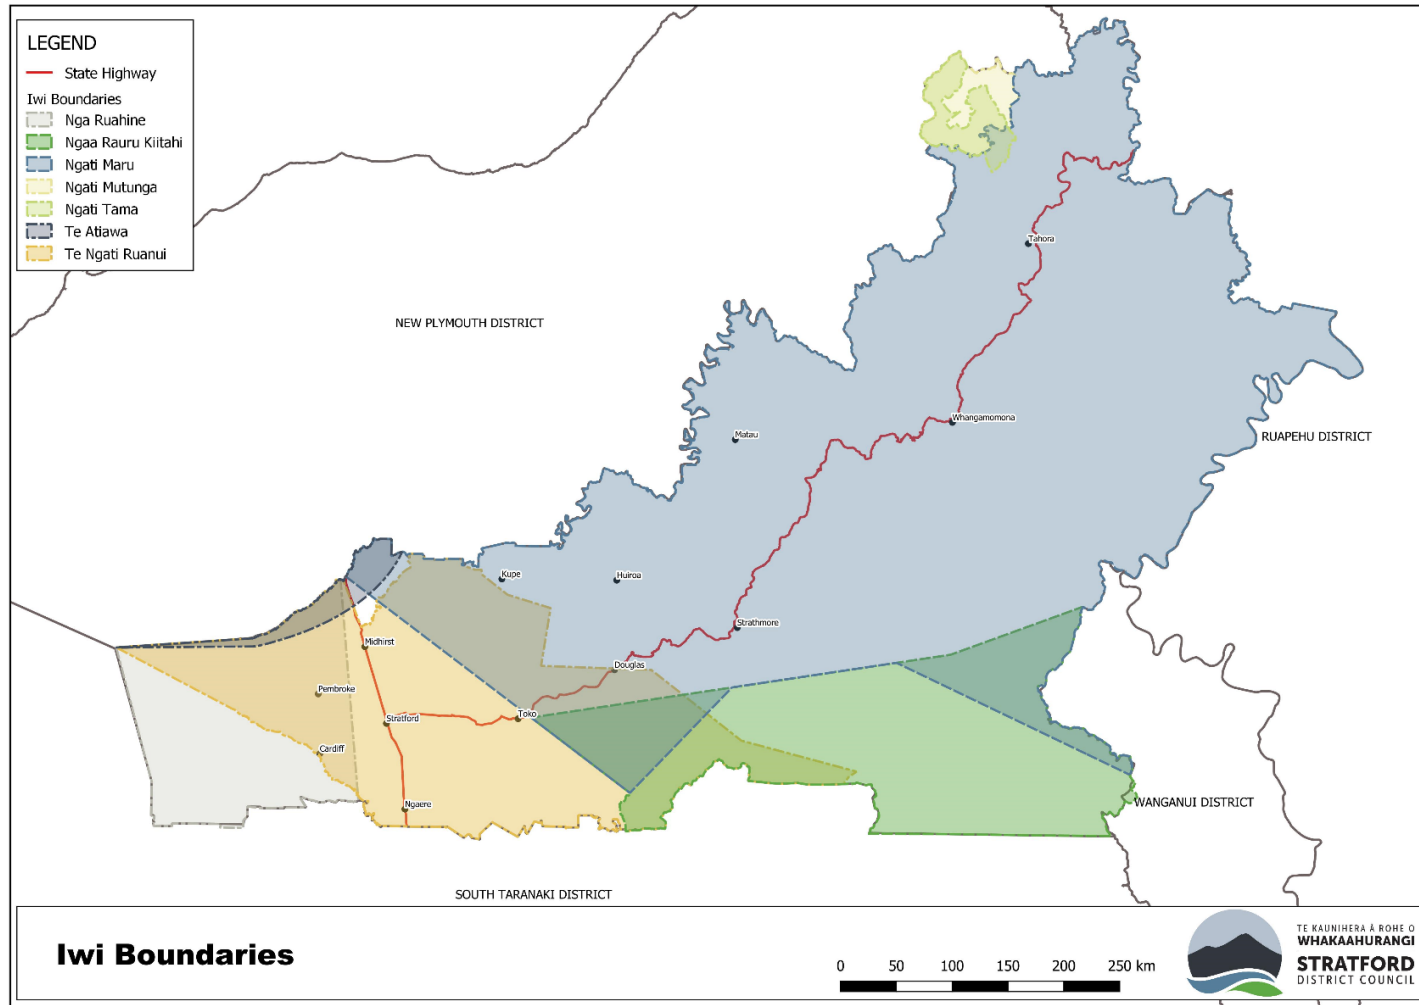 LEGEND
State Highway
Iwi Boundaries
Nga Ruahine
Ngaa Rauru Kiitahi
Ngati Maru
Ngati Mutunga
Ngati Tama
Te Atiawa
Te Ngati Ruanui
Tahora
NEW PLYMOUTH DISTRICT
Whangamomona
Matau
RUAPEHU DISTRICT
Kupe
Huiroa
Strathmore
Midhirst
Douglas
Pembroke
Toko
Stratford
Cardiff
Ngaere
WANGANUI DISTRICT
SOUTH TARANAKI DISTRICT
Iwi Boundaries
0 50 100 150 200 250 km
TE KAUNIHERA Ā ROHE O
WHAKAAHURANGI
STRATFORD
DISTRICT COUNCIL